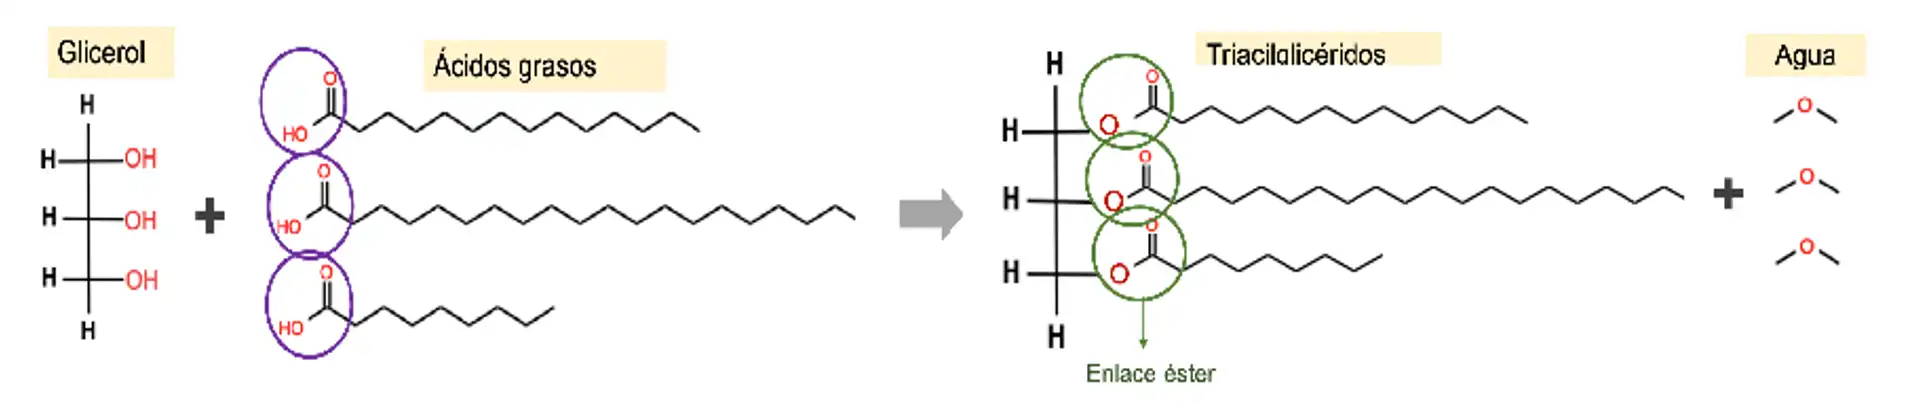 Glicerol
Ácidos grasos
Triacilglicéridos
Agua
H
H OH
H OH
H OH
H
+
O
HO
O
HO
O
HO
H
H O O
H O O
H O O
H
Enlace éster
+
O
O
O